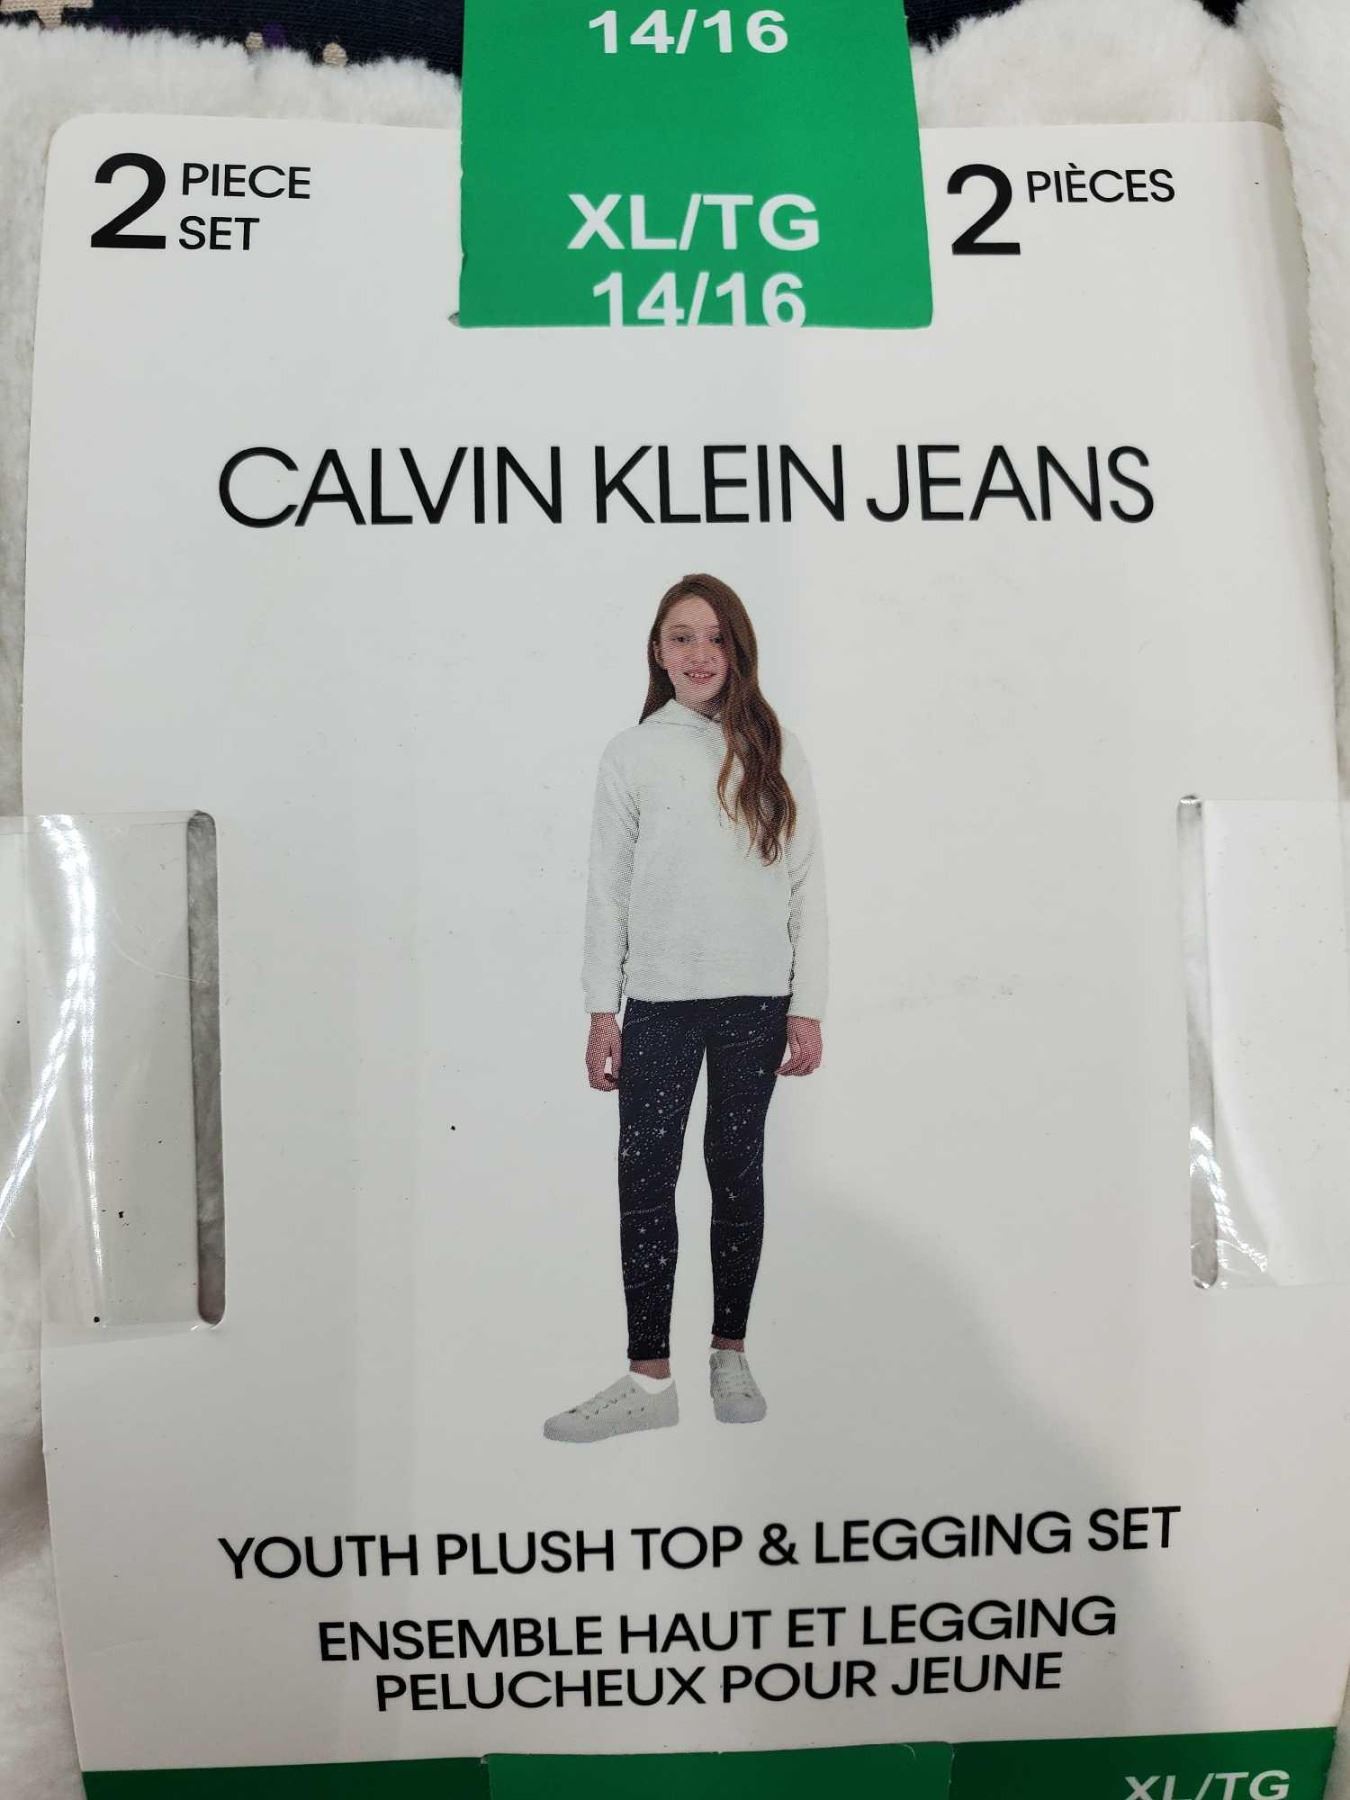 14/16
2 PIECE
SET
XL/TG
14/16
2 PIÈCES
CALVIN KLEIN JEANS
YOUTH PLUSH TOP & LEGGING SET
ENSEMBLE HAUT ET LEGGING
PELUCHEUX POUR JEUNE
XL/TG